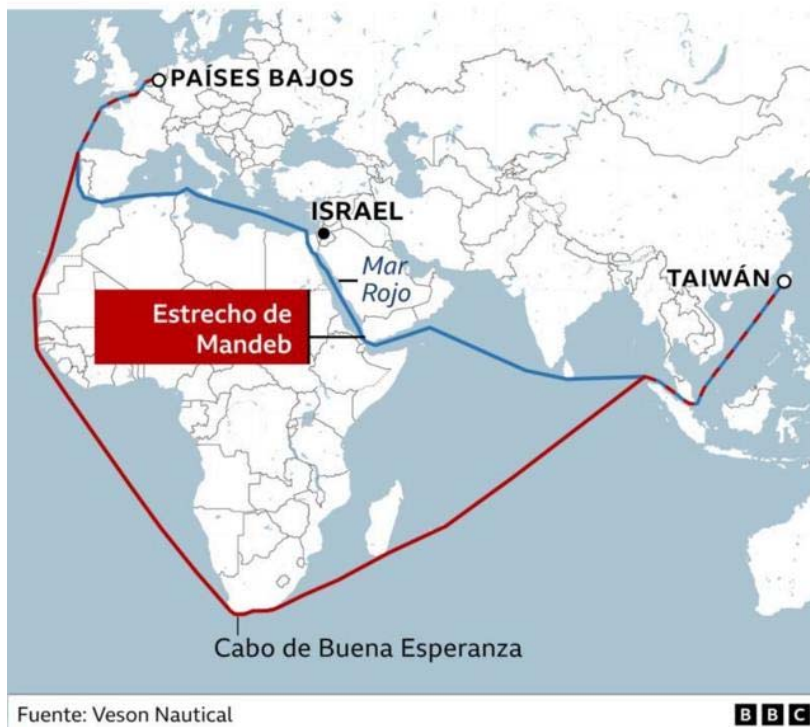 PAÍSES BAJOS
ISRAEL
Mar
Rojo
TAIWÁN
Estrecho de
Mandeb
Cabo de Buena Esperanza
Fuente: Veson Nautical
BBC